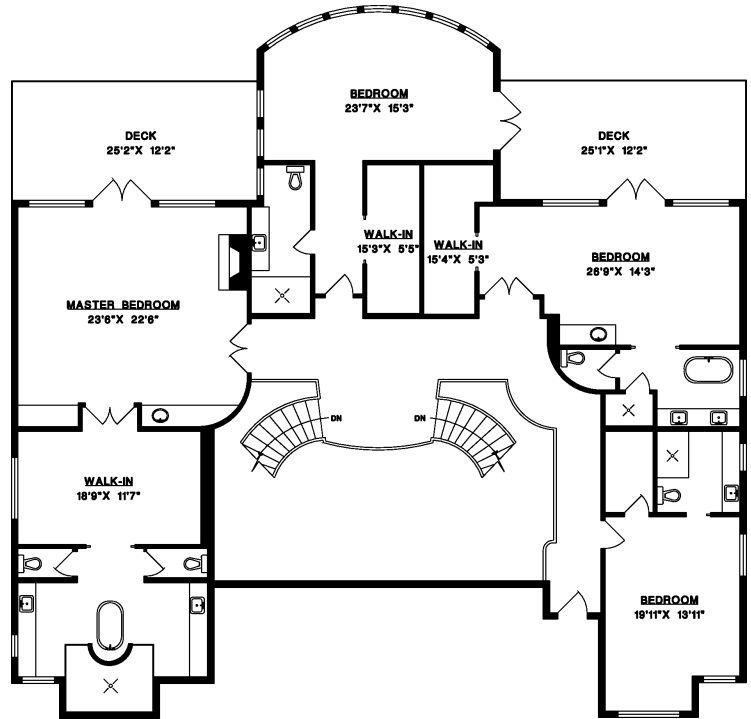 BEDROOM
23'7"X 15'3"
DECK
25'2"X 12'2"
DECK
25'1"X 12'2"
WALK-IN
15'3"X 5'5"
WALK-IN
15'4"X 5'3"
BEDROOM
26'9"X 14'3"
MASTER BEDROOM
23'6"X 22'6"
DN
DN
WALK-IN
18'9"X 11'7"
BEDROOM
19'11"X 13'11"